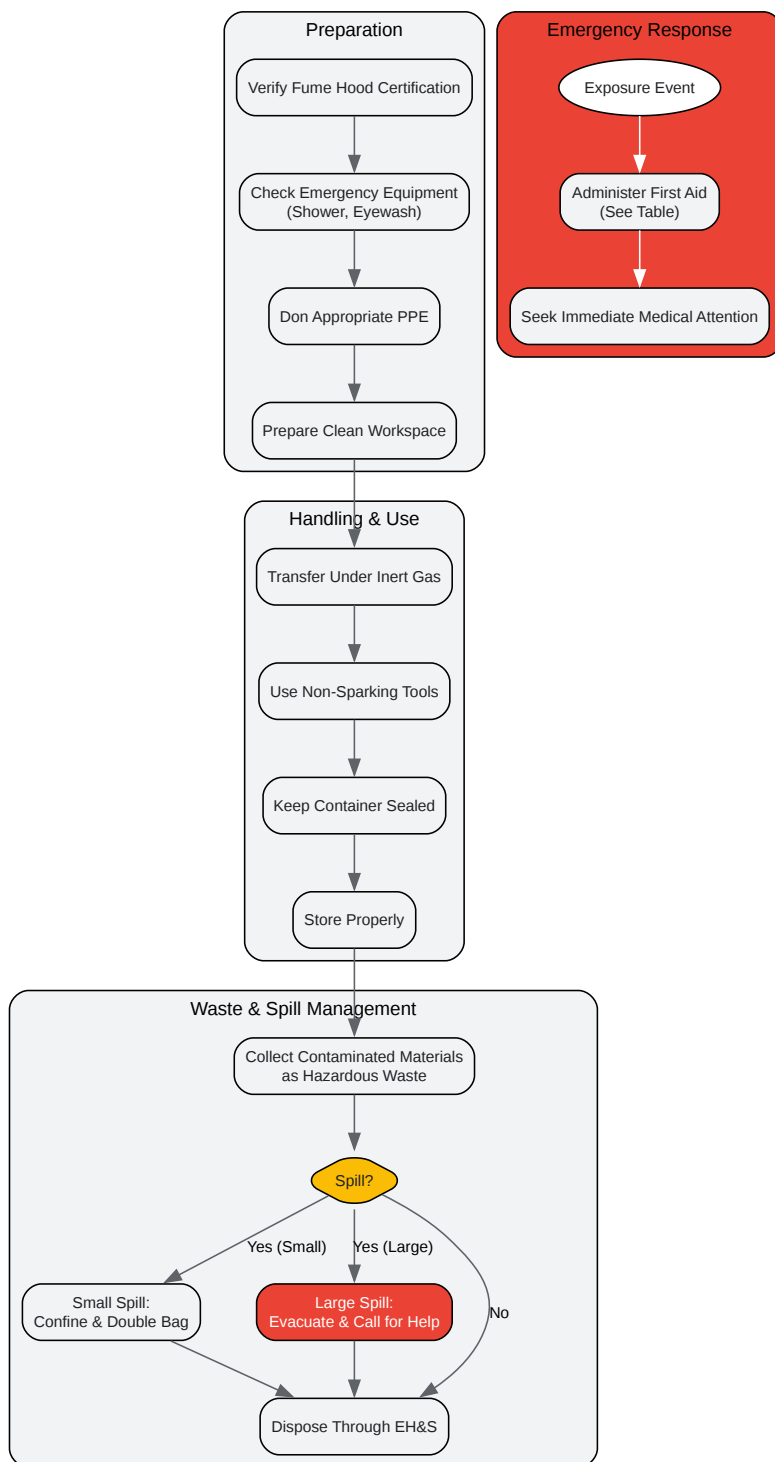 Preparation
Verify Fume Hood Certification
Check Emergency Equipment
(Shower, Eyewash)
Don Appropriate PPE
Prepare Clean Workspace
Emergency Response
Exposure Event
Administer First Aid
(See Table)
Seek Immediate Medical Attention
Handling & Use
Transfer Under Inert Gas
Use Non-Sparking Tools
Keep Container Sealed
Store Properly
Waste & Spill Management
Collect Contaminated Materials
as Hazardous Waste
Spill?
Yes (Small)
Yes (Large)
No
Small Spill:
Confine & Double Bag
Large Spill:
Evacuate & Call for Help
Dispose Through EH&S